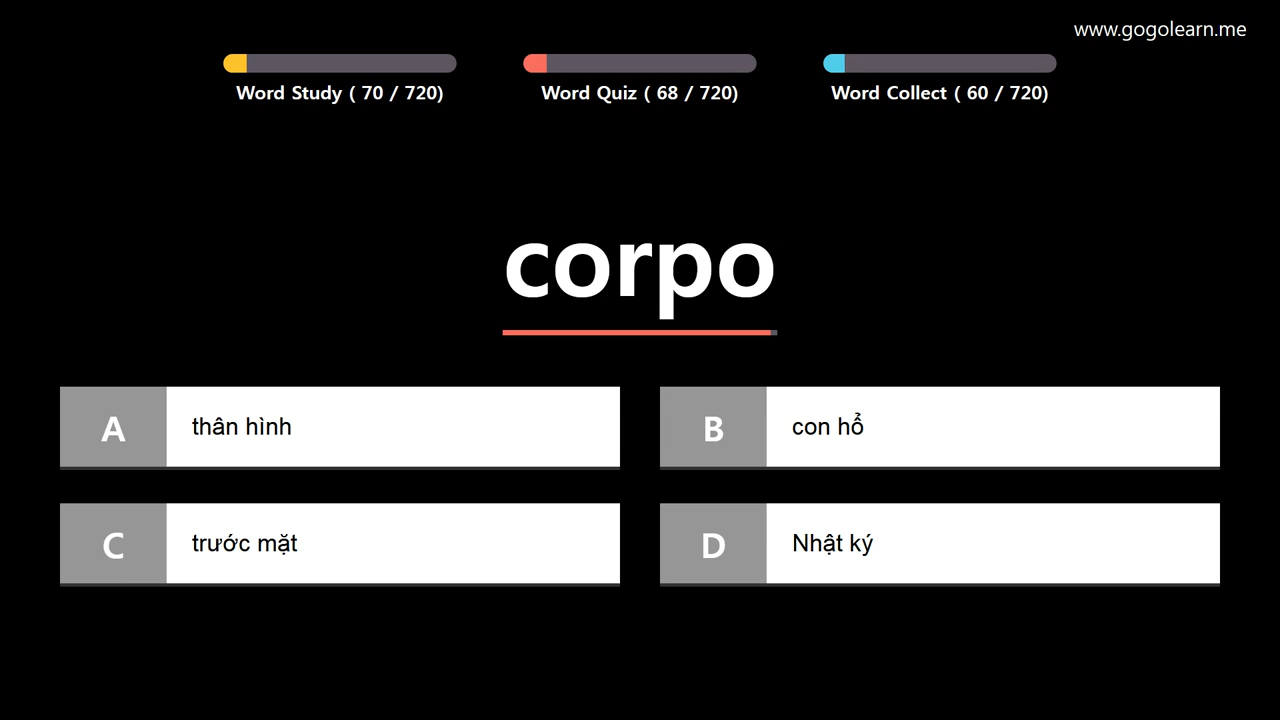 www.gogolearn.me
Word Study ( 70 / 720)
Word Quiz ( 68 / 720)
Word Collect ( 60 / 720)
corpo
A
thân hình
B
con hổ
C
trước mặt
D
Nhật ký